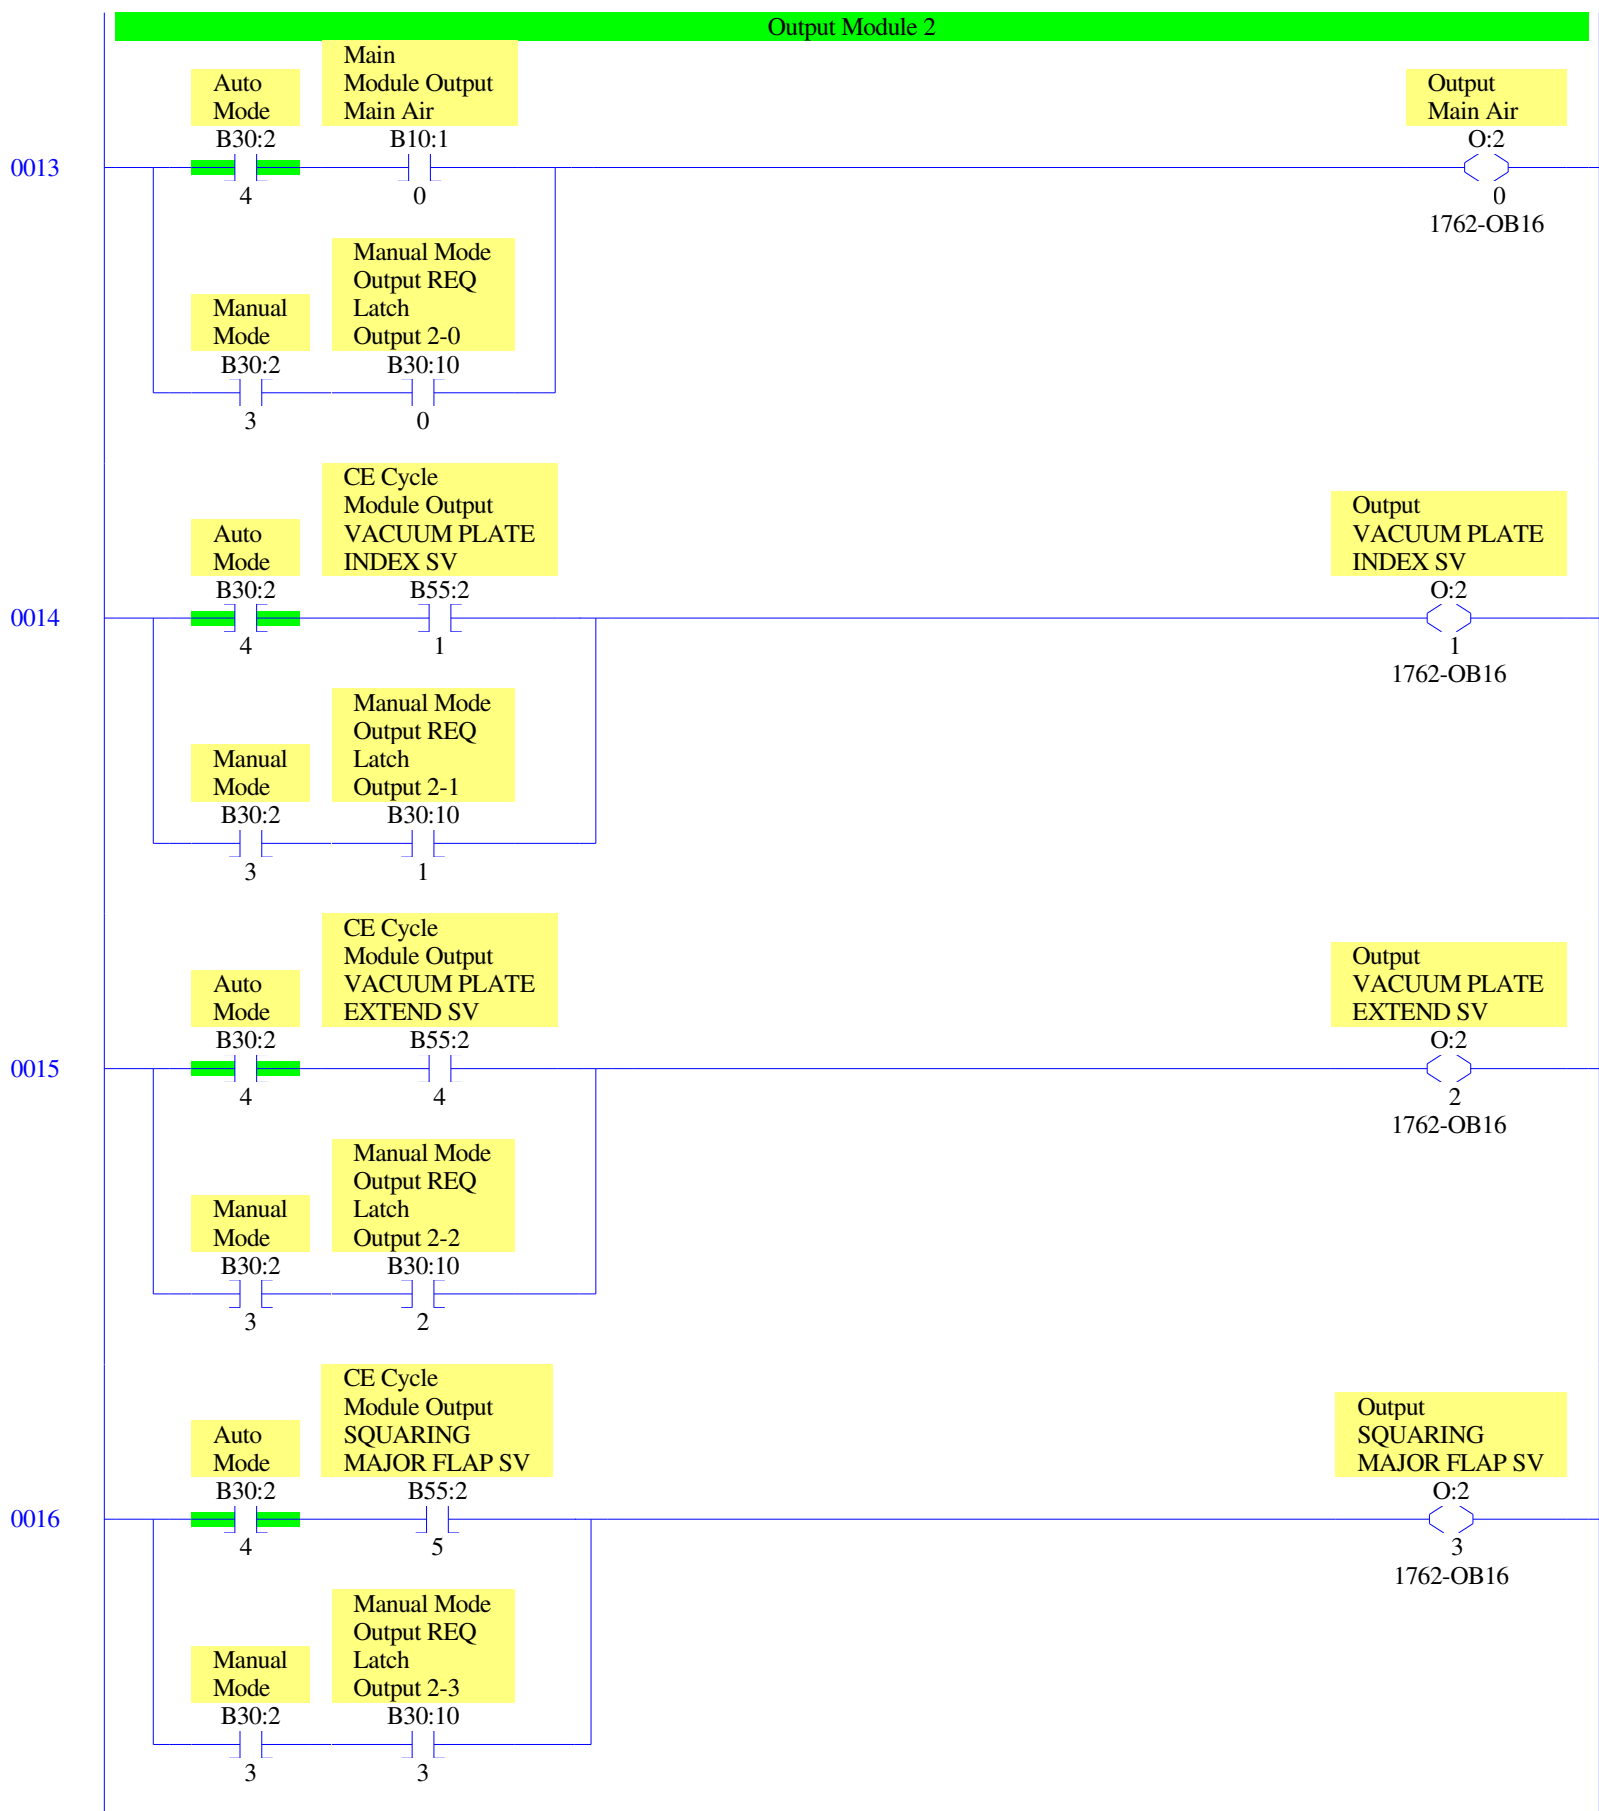 Output Module 2
Main
Module Output
Main Air
Auto
Mode
B30:2
B10:1
Output
Main Air
O:2
0013
4
0
0
1762-OB16
Manual Mode
Output REQ
Latch
Output 2-0
Manual
Mode
B30:2
B30:10
3
0
CE Cycle
Module Output
VACUUM PLATE
INDEX SV
Auto
Mode
B30:2
B55:2
Output
VACUUM PLATE
INDEX SV
O:2
0014
4
1
1
1762-OB16
Manual Mode
Output REQ
Latch
Output 2-1
Manual
Mode
B30:2
B30:10
3
1
CE Cycle
Module Output
VACUUM PLATE
EXTEND SV
Auto
Mode
B30:2
B55:2
Output
VACUUM PLATE
EXTEND SV
O:2
0015
4
4
2
1762-OB16
Manual Mode
Output REQ
Latch
Output 2-2
Manual
Mode
B30:2
B30:10
3
2
CE Cycle
Module Output
SQUARING
MAJOR FLAP SV
Auto
Mode
B30:2
B55:2
Output
SQUARING
MAJOR FLAP SV
O:2
0016
4
5
3
1762-OB16
Manual Mode
Output REQ
Latch
Output 2-3
Manual
Mode
B30:2
B30:10
3
3